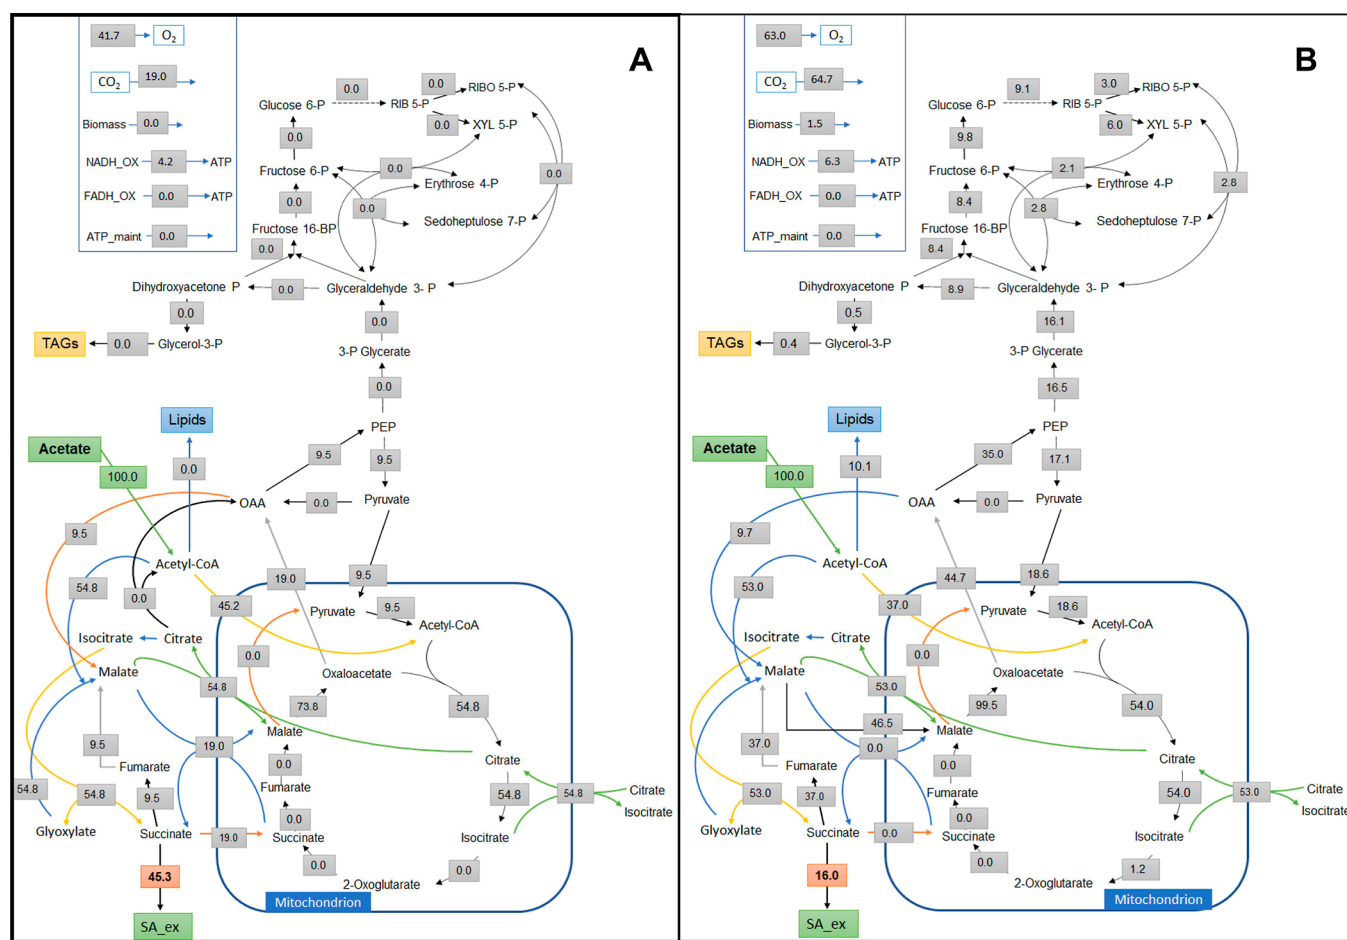 A
41.7 O2
CO2 19.0
Biomass 0.0
NADH_OX 4.2 ATP
FADH_OX 0.0 ATP
ATP_maint 0.0
0.0
0.0
RIBO 5-P
Glucose 6-P
RIB 5-P
0.0
XYL 5-P
0.0
Fructose 6-P
0.0
0.0
Erythrose 4-P
0.0
0.0
Sedoheptulose 7-P
Fructose 16-BP
0.0
Dihydroxyacetone P
0.0
Glyceraldehyde 3- P
0.0
0.0
TAGs
0.0
Glycerol-3-P
3-P Glycerate
0.0
PEP
Lipids
Acetate
100.0
0.0
9.5
9.5
OAA
0.0
Pyruvate
9.5
Acetyl-CoA
54.8
0.0
19.0
9.5
45.2
Pyruvate
9.5
Acetyl-CoA
Isocitrate
Citrate
Malate
0.0
Oxaloacetate
54.8
73.8
54.8
Malate
9.5
19.0
0.0
Citrate
Fumarate
Fumarate
54.8
54.8
9.5
54.8
54.8
Citrate
Isocitrate
Glyoxylate
Succinate
19.0
Succinate
0.0
Isocitrate
0.0
0.0
45.3
2-Oxoglutarate
Mitochondrion
SA_ex
B
63.0 O2
CO2 64.7
Biomass 1.5
NADH_OX 6.3 ATP
FADH_OX 0.0 ATP
ATP_maint 0.0
9.1
3.0
RIBO 5-P
Glucose 6-P
RIB 5-P
6.0
XYL 5-P
9.8
Fructose 6-P
2.1
2.8
Erythrose 4-P
8.4
2.8
Sedoheptulose 7-P
Fructose 16-BP
8.4
Dihydroxyacetone P
8.9
Glyceraldehyde 3- P
0.5
16.1
TAGs
0.4
Glycerol-3-P
3-P Glycerate
16.5
PEP
Lipids
Acetate
100.0
10.1
35.0
17.1
OAA
0.0
Pyruvate
9.7
Acetyl-CoA
53.0
44.7
18.6
37.0
Pyruvate
18.6
Acetyl-CoA
Isocitrate
Citrate
Malate
0.0
Oxaloacetate
53.0
99.5
54.0
46.5
Malate
37.0
0.0
0.0
Citrate
Fumarate
Fumarate
53.0
37.0
0.0
54.0
53.0
Citrate
Isocitrate
Glyoxylate
Succinate
0.0
Succinate
0.0
Isocitrate
1.2
16.0
2-Oxoglutarate
Mitochondrion
SA_ex